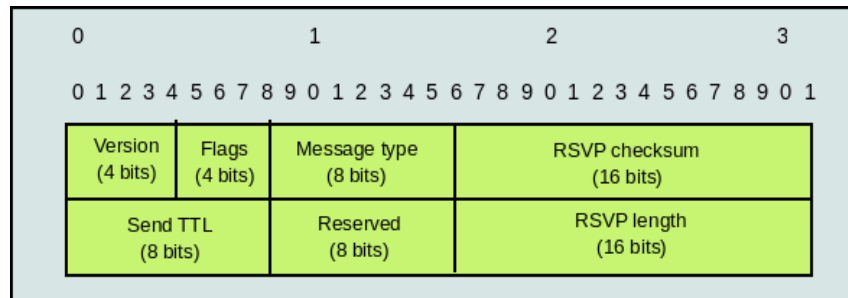 0 1 2 3
0 1 2 3 4 5 6 7 8 9 0 1 2 3 4 5 6 7 8 9 0 1 2 3 4 5 6 7 8 9 0 1
Version Flags Message type RSVP checksum
(4 bits) (4 bits) (8 bits) (16 bits)
Send TTL Reserved RSVP length
(8 bits) (8 bits) (16 bits)